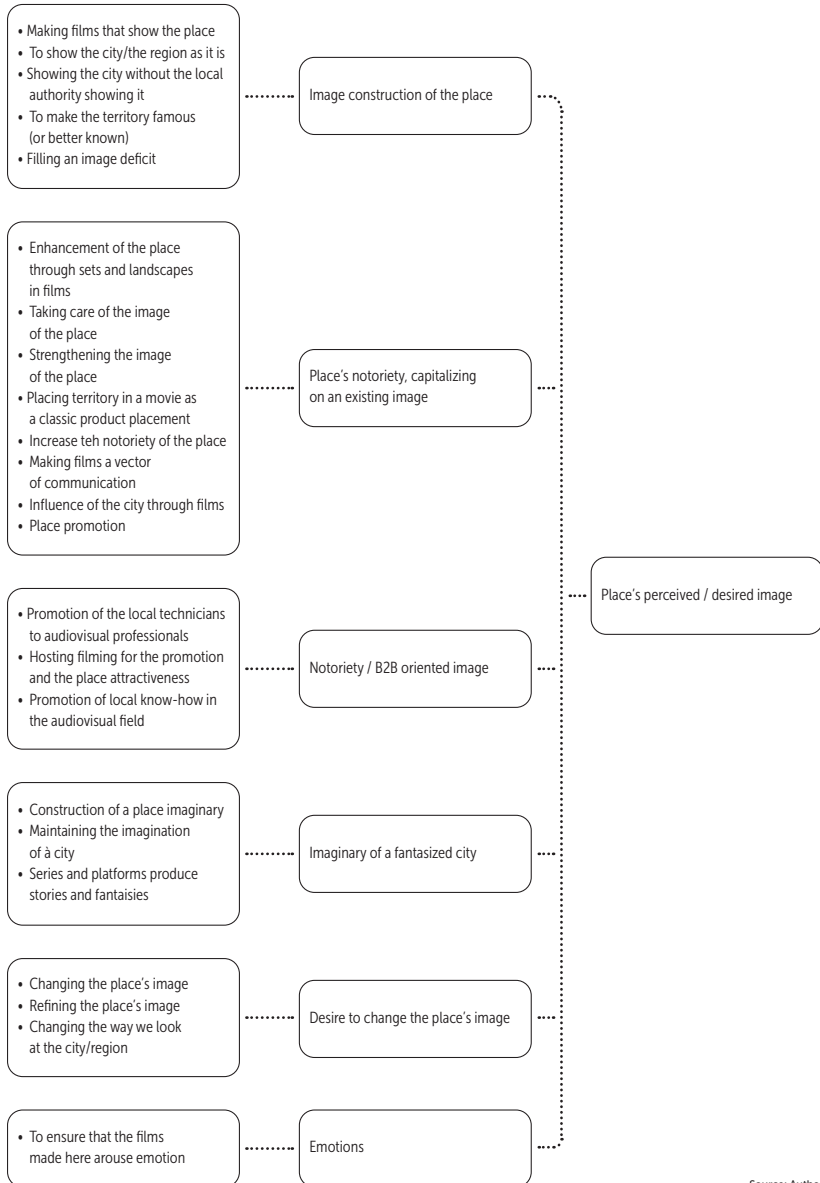 • Making films that show the place
• To show the city/the region as it is
• Showing the city without the local
authority showing it
• To make the territory famous
(or better known)
• Filling an image deficit
Image construction of the place
• Enhancement of the place
through sets and landscapes
in films
• Taking care of the image
of the place
• Strengthening the image
of the place
• Placing territory in a movie as
a classic product placement
• Increase teh notoriety of the place
• Making films a vector
of communication
• Influence of the city through films
• Place promotion
Place's notoriety, capitalizing
on an existing image
• Promotion of the local technicians
to audiovisual professionals
• Hosting filming for the promotion
and the place attractiveness
• Promotion of local know-how in
the audiovisual field
Notoriety / B2B oriented image
• Construction of a place imaginary
• Maintaining the imagination
of à city
• Series and platforms produce
stories and fantaisies
Imaginary of a fantasized city
• Changing the place's image
• Refining the place's image
• Changing the way we look
at the city/region
Desire to change the place's image
• To ensure that the films
made here arouse emotion
Emotions
Place's perceived / desired image